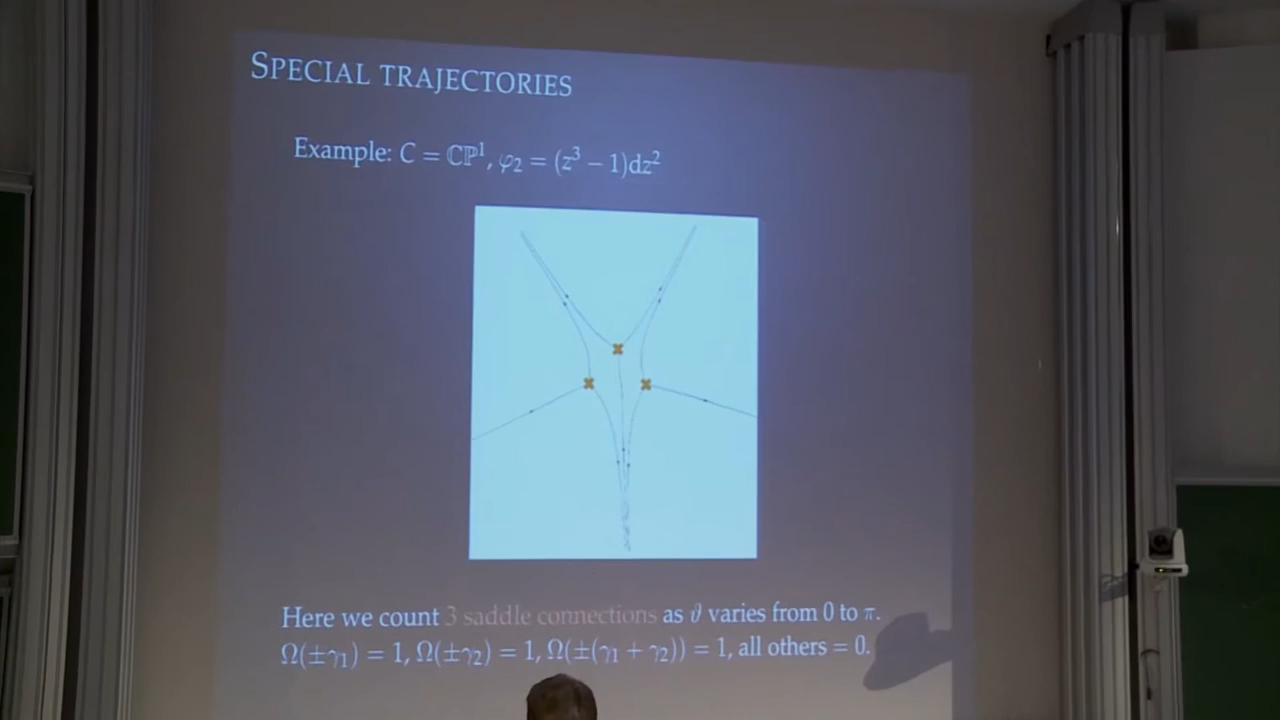 SPECIAL TRAJECTORIES
Example: C = ℂℙ¹, φ₂ = (z³ − 1)dz²
Here we count 3 saddle connections as ϑ varies from 0 to π.
Ω(±γ₁) = 1, Ω(±γ₂) = 1, Ω(±(γ₁ + γ₂)) = 1, all others = 0.